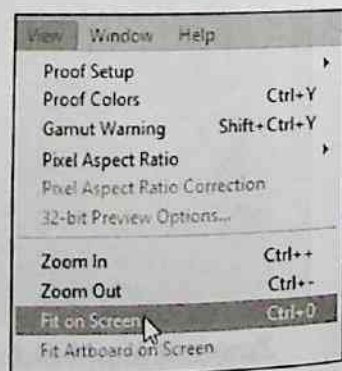 View Window Help
Proof Setup
Proof Colors Ctrl+Y
Gamut Warning Shift+Ctrl+Y
Pixel Aspect Ratio
Pixel Aspect Ratio Correction
32-bit Preview Options...
Zoom In Ctrl++
Zoom Out Ctrl+-
Fit on Screen Ctrl+0
Fit Artboard on Screen